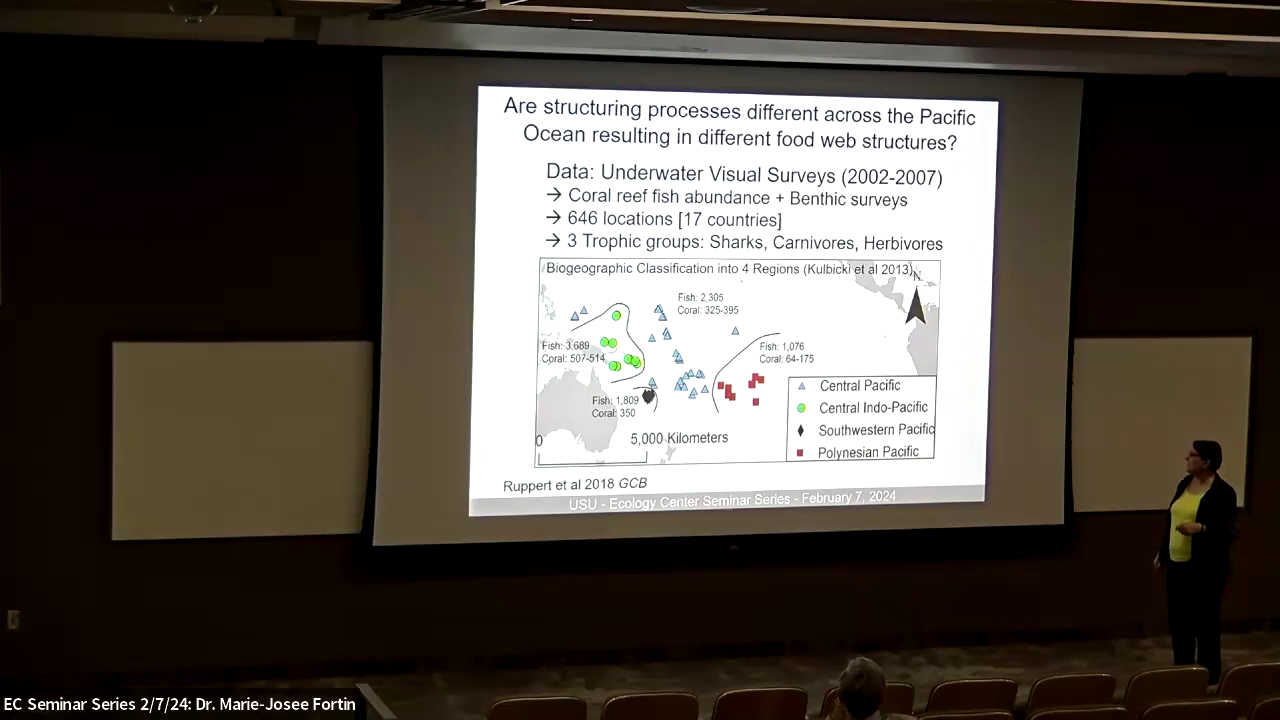 Are structuring processes different across the Pacific
Ocean resulting in different food web structures?
Data: Underwater Visual Surveys (2002-2007)
→ Coral reef fish abundance + Benthic surveys
→ 646 locations [17 countries]
→ 3 Trophic groups: Sharks, Carnivores, Herbivores
Biogeographic Classification into 4 Regions (Kulbicki et al 2013)
N
Fish: 2,305
Coral: 325-395
Fish: 3,689
Coral: 507-514
Fish: 1,076
Coral: 64-175
Fish: 1,809
Coral: 350
Central Pacific
Central Indo-Pacific
Southwestern Pacific
Polynesian Pacific
0
5,000 Kilometers
Ruppert et al 2018 GCB
USU - Ecology Center Seminar Series - February 7, 2024
EC Seminar Series 2/7/24: Dr. Marie-Josee Fortin